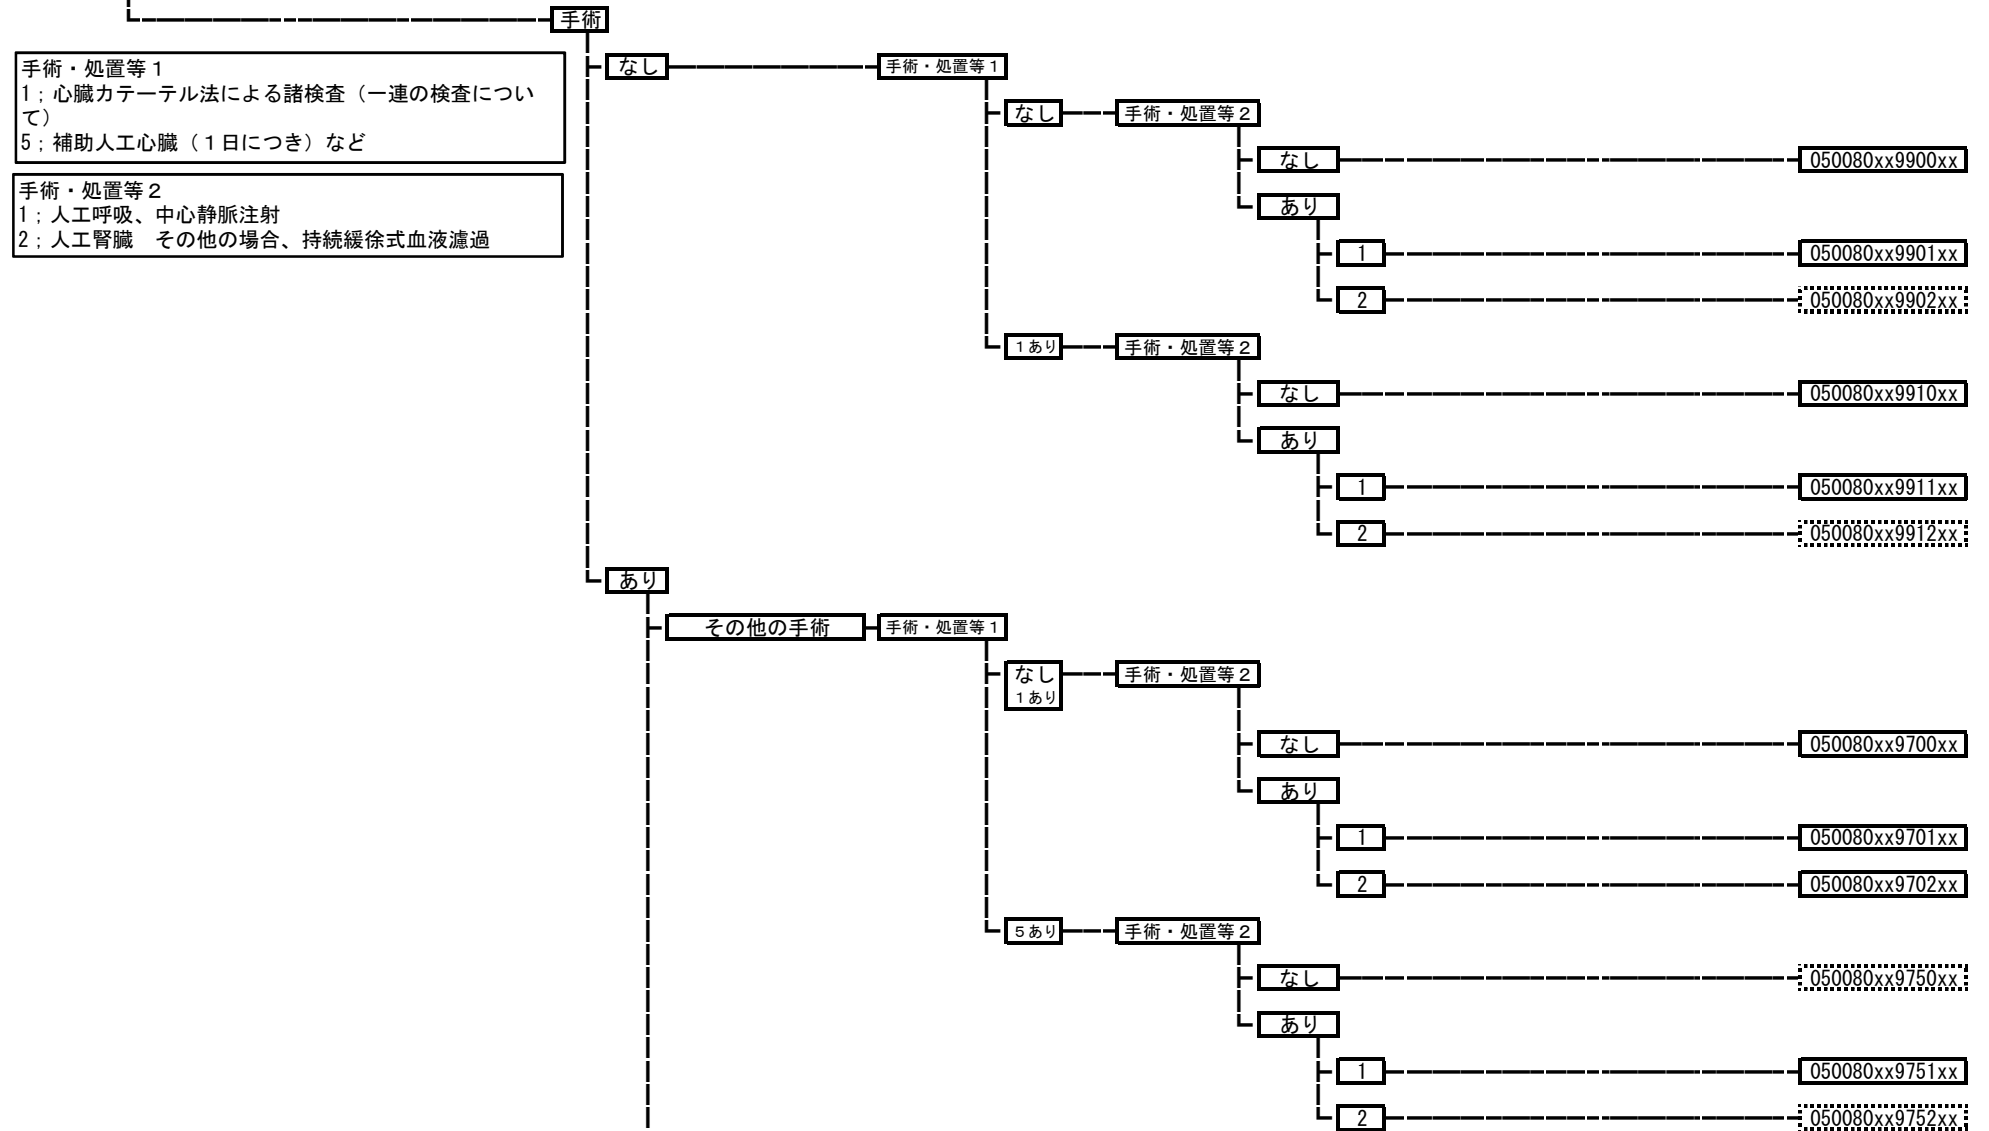 手術
手術・処置等１
1；心臓カテーテル法による諸検査（一連の検査につい
て）
5；補助人工心臓（１日につき）など
手術・処置等２
1；人工呼吸、中心静脈注射
2；人工腎臓　その他の場合、持続緩徐式血液濾過
なし
手術・処置等１
なし
手術・処置等２
なし
050080xx9900xx
あり
1
050080xx9901xx
2
050080xx9902xx
１あり
手術・処置等２
なし
050080xx9910xx
あり
1
050080xx9911xx
2
050080xx9912xx
あり
その他の手術
手術・処置等１
なし
１あり
手術・処置等２
なし
050080xx9700xx
あり
1
050080xx9701xx
2
050080xx9702xx
５あり
手術・処置等２
なし
050080xx9750xx
あり
1
050080xx9751xx
2
050080xx9752xx